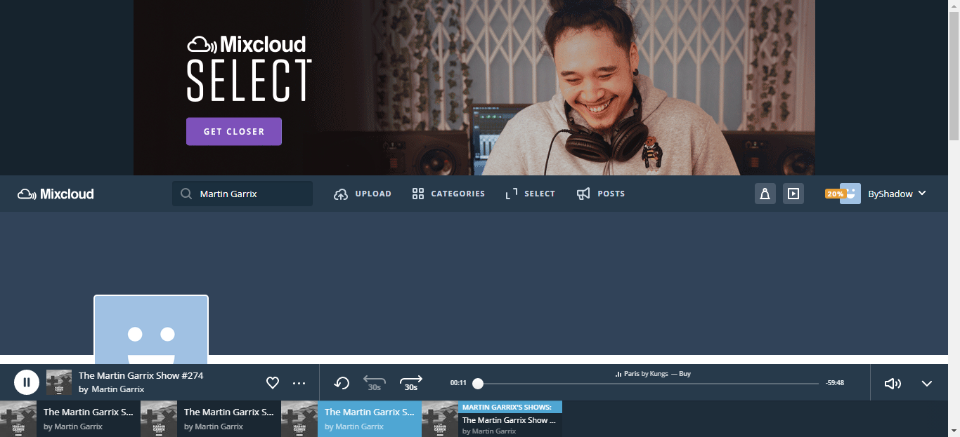 Mixcloud
SELECT
GET CLOSER
Mixcloud
Martin Garrix
UPLOAD
CATEGORIES
SELECT
POSTS
20%
ByShadow
The Martin Garrix Show #274
by Martin Garrix
30s
30s
00:11
Paris by Kungs — Buy
-59:48
The Martin Garrix S...
by Martin Garrix
The Martin Garrix S...
by Martin Garrix
The Martin Garrix S...
by Martin Garrix
MARTIN GARRIX'S SHOWS:
The Martin Garrix Show ...
by Martin Garrix